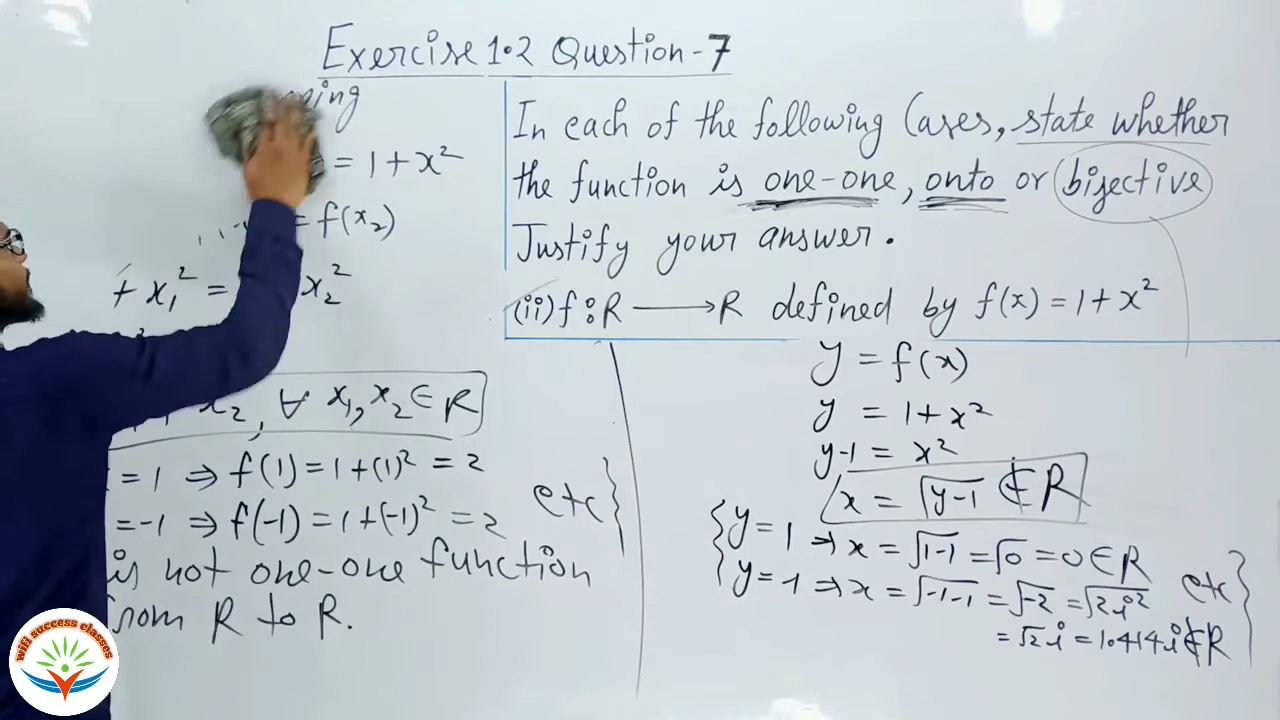 Exercise 1.2 Question-7
= 1 + x²
= f(x₂)
+ x₁² = x₂²
x₂, ∀ x₁, x₂ ∈ R
= 1 ⇒ f(1) = 1 + (1)² = 2
= -1 ⇒ f(-1) = 1 + (-1)² = 2
etc
is not one-one function
from R to R.
In each of the following Cases, state whether
the function is one-one, onto or bijective
Justify your answer.
(ii) f : R ⟶ R defined by f(x) = 1 + x²
y = f(x)
y = 1 + x²
y-1 = x²
x = √(y-1) ∉ R
y = 1 ⇒ x = √(1-1) = √0 = 0 ∈ R
y = -1 ⇒ x = √(-1-1) = √-2 = √(2i²) etc
= √2 i = 1.414i ∉ R
wifi success classes